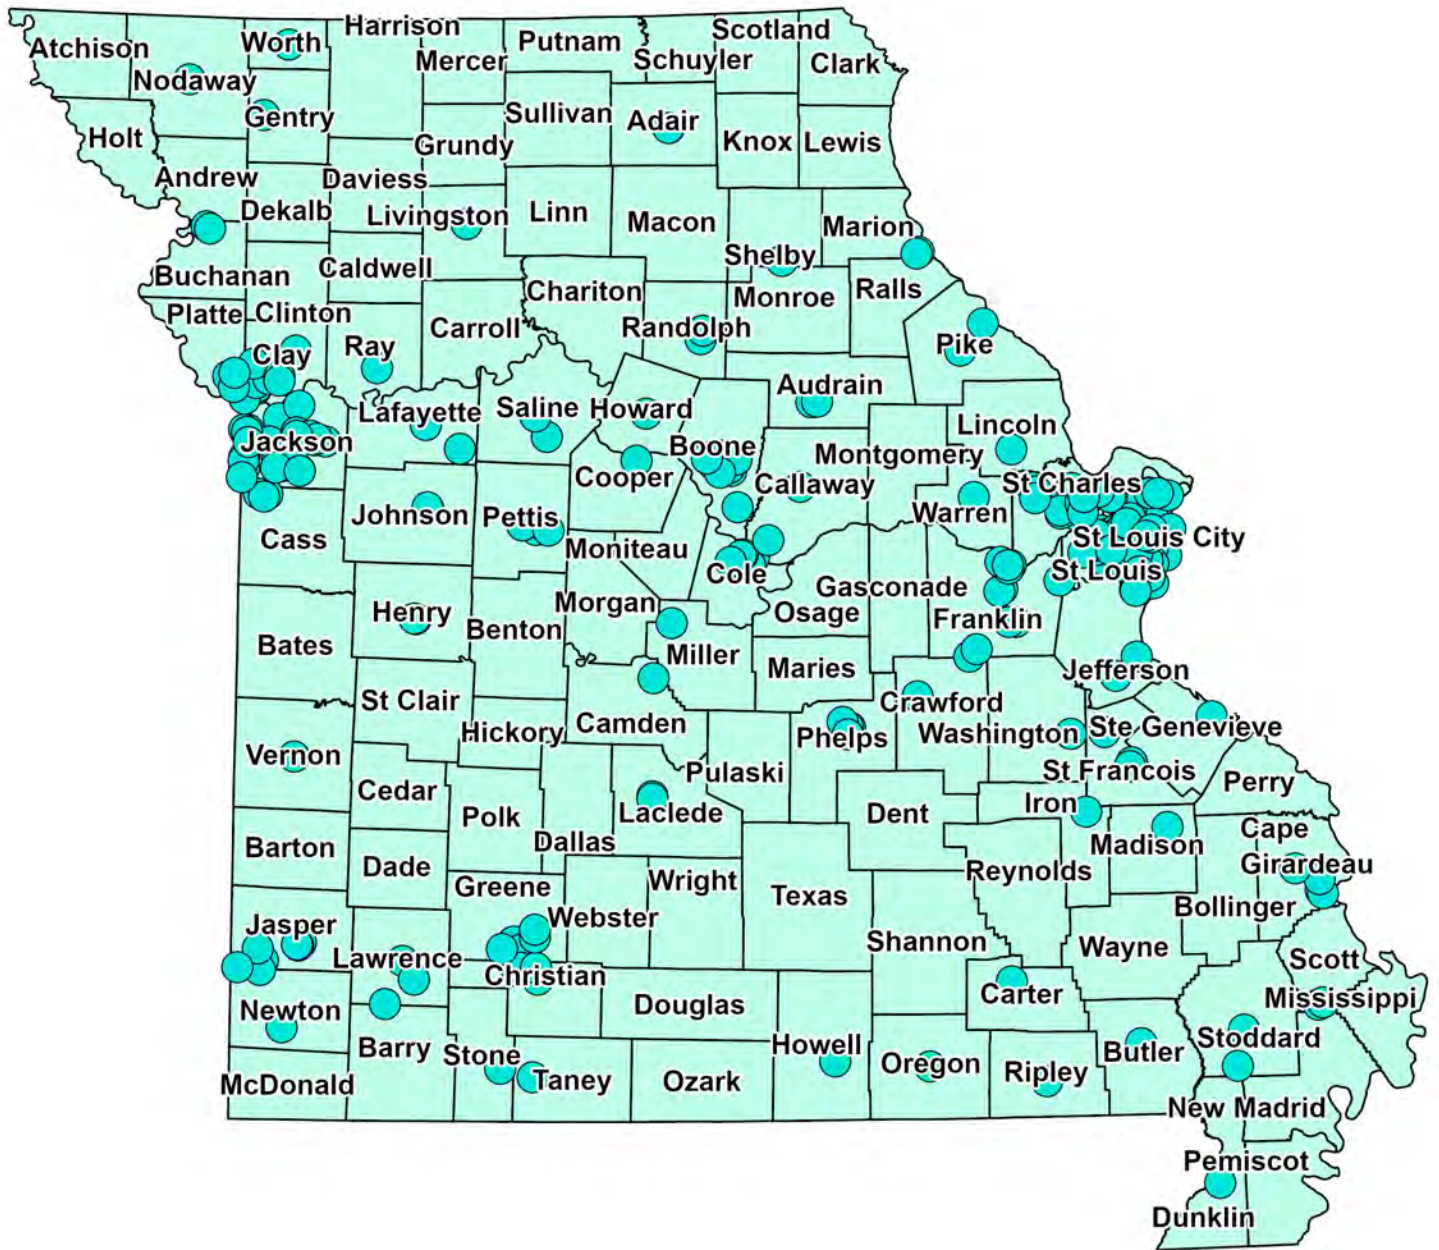 Harrison
Scotland
Atchison
Worth
Putnam
Mercer
Schuyler
Clark
Nodaway
Gentry
Sullivan
Adair
Holt
Grundy
Knox
Lewis
Andrew
Daviess
Dekalb
Livingston
Linn
Macon
Marion
Shelby
Buchanan
Caldwell
Chariton
Monroe
Ralls
Platte
Clinton
Carroll
Randolph
Clay
Ray
Pike
Audrain
Lafayette
Saline
Howard
Lincoln
Jackson
Boone
Montgomery
Cooper
Callaway
St Charles
Johnson
Pettis
Warren
Cass
Moniteau
St Louis City
Cole
St Louis
Gasconade
Henry
Morgan
Osage
Franklin
Benton
Bates
Miller
Maries
Jefferson
St Clair
Crawford
Camden
Hickory
Phelps
Washington
Ste Genevieve
Vernon
Pulaski
St Francois
Cedar
Perry
Iron
Polk
Laclede
Dent
Cape
Girardeau
Barton
Dallas
Madison
Dade
Greene
Wright
Reynolds
Texas
Bollinger
Jasper
Webster
Shannon
Wayne
Lawrence
Scott
Christian
Carter
Mississippi
Newton
Douglas
Barry
Stone
Howell
Stoddard
Butler
Oregon
Ripley
McDonald
Taney
Ozark
New Madrid
Pemiscot
Dunklin